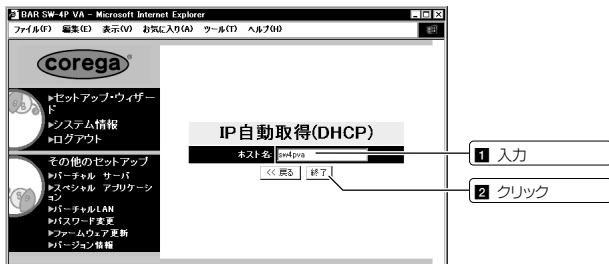 BAR SW-4P VA - Microsoft Internet Explorer
ファイル(F) 編集(E) 表示(V) お気に入り(A) ツール(T) ヘルプ(H)
corega
▶セットアップ・ウィザー
ド
▶システム情報
▶ログアウト
その他のセットアップ
▶バーチャル サーバ
▶スペシャル アプリケーシ
ョン
▶バーチャルLAN
▶パスワード変更
▶ファームウェア更新
▶バージョン情報
IP自動取得(DHCP)
ホスト名: sw4pva
<< 戻る 終了
1 入力
2 クリック